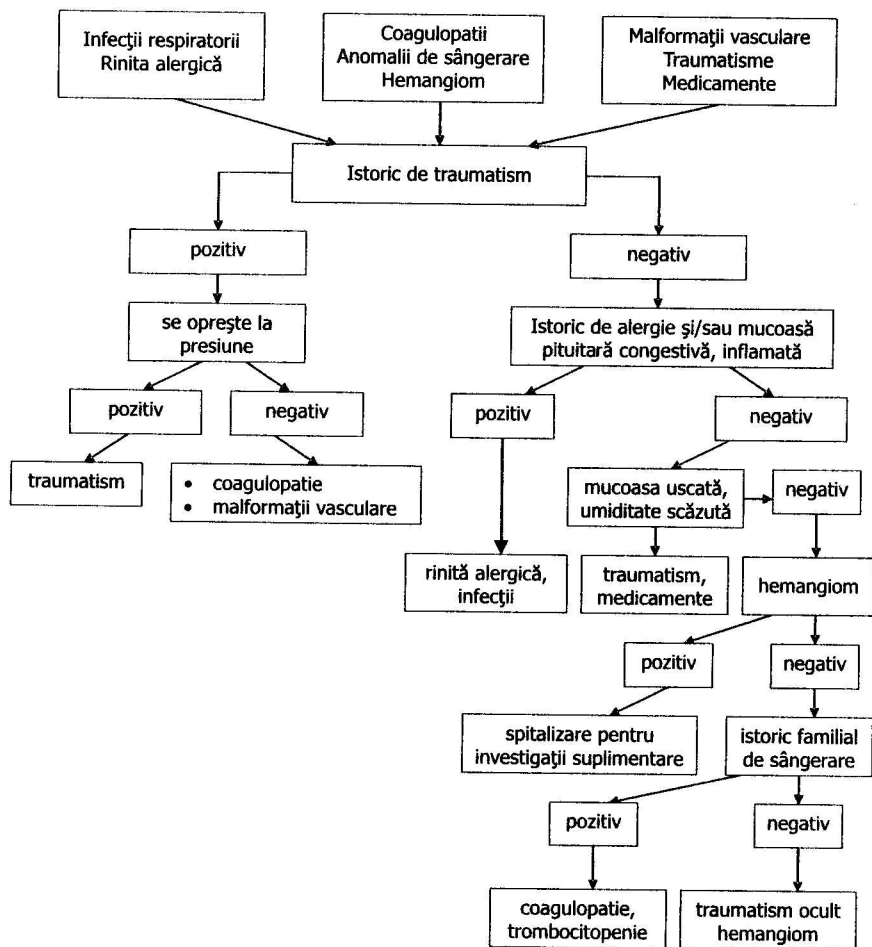 Infecţii respiratorii
Rinita alergică
Coagulopatii
Anomalii de sângerare
Hemangiom
Malformaţii vasculare
Traumatisme
Medicamente
Istoric de traumatism
pozitiv
negativ
se opreşte la
presiune
Istoric de alergie şi/sau mucoasă
pituitară congestivă, inflamată
pozitiv
negativ
pozitiv
negativ
traumatism
• coagulopatie
• malformaţii vasculare
mucoasa uscată,
umiditate scăzută
negativ
rinită alergică,
infecţii
traumatism,
medicamente
hemangiom
pozitiv
negativ
spitalizare pentru
investigaţii suplimentare
istoric familial
de sângerare
pozitiv
negativ
coagulopatie,
trombocitopenie
traumatism ocult
hemangiom